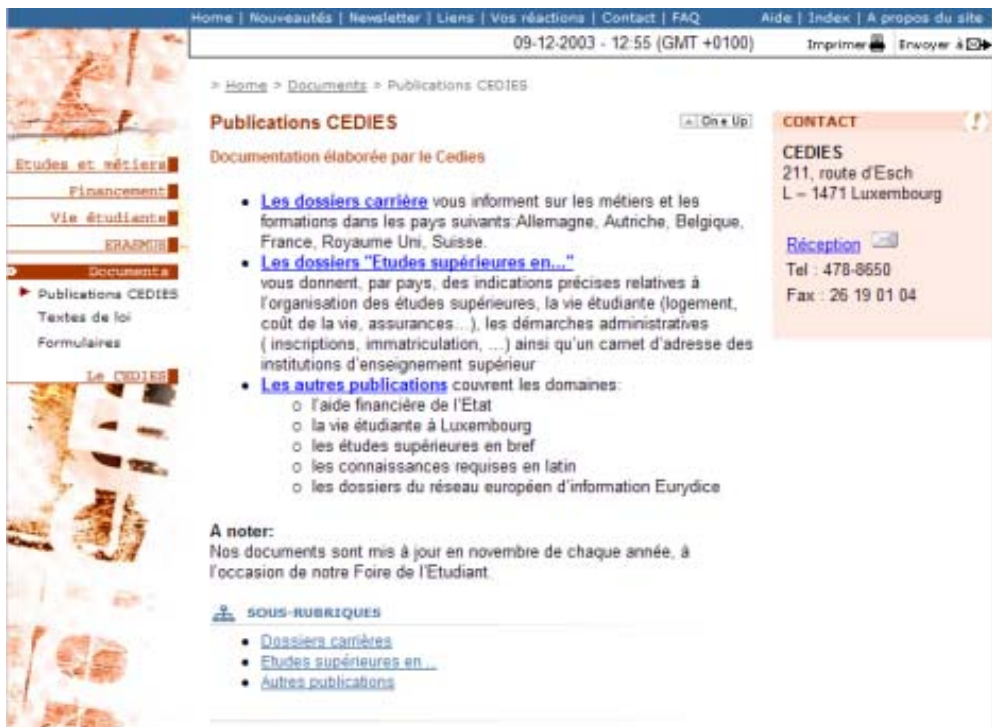 Home | Nouveautés | Newsletter | Liens | Vos réactions | Contact | FAQ
Aide | Index | A propos du site
09-12-2003 - 12:55 (GMT +0100)
Imprimer
Envoyer à
> Home > Documents > Publications CEDIES
Etudes et métiers
Financement
Vie étudiante
ERASMUS
Documents
Publications CEDIES
Textes de loi
Formulaires
Le CEDIES
Publications CEDIES
One Up
Documentation élaborée par le Cedies
• Les dossiers carrière vous informent sur les métiers et les
formations dans les pays suivants:Allemagne, Autriche, Belgique,
France, Royaume Uni, Suisse.
• Les dossiers "Etudes supérieures en..."
vous donnent, par pays, des indications précises relatives à
l'organisation des études supérieures, la vie étudiante (logement,
coût de la vie, assurances...), les démarches administratives
( inscriptions, immatriculation, ...) ainsi qu'un carnet d'adresse des
institutions d'enseignement supérieur
• Les autres publications couvrent les domaines:
o l'aide financière de l'Etat
o la vie étudiante à Luxembourg
o les études supérieures en bref
o les connaissances requises en latin
o les dossiers du réseau européen d'information Eurydice
A noter:
Nos documents sont mis à jour en novembre de chaque année, à
l'occasion de notre Foire de l'Etudiant.
SOUS-RUBRIQUES
• Dossiers carrières
• Etudes supérieures en ...
• Autres publications
CONTACT
CEDIES
211, route d'Esch
L – 1471 Luxembourg
Réception
Tel : 478-8650
Fax : 26 19 01 04